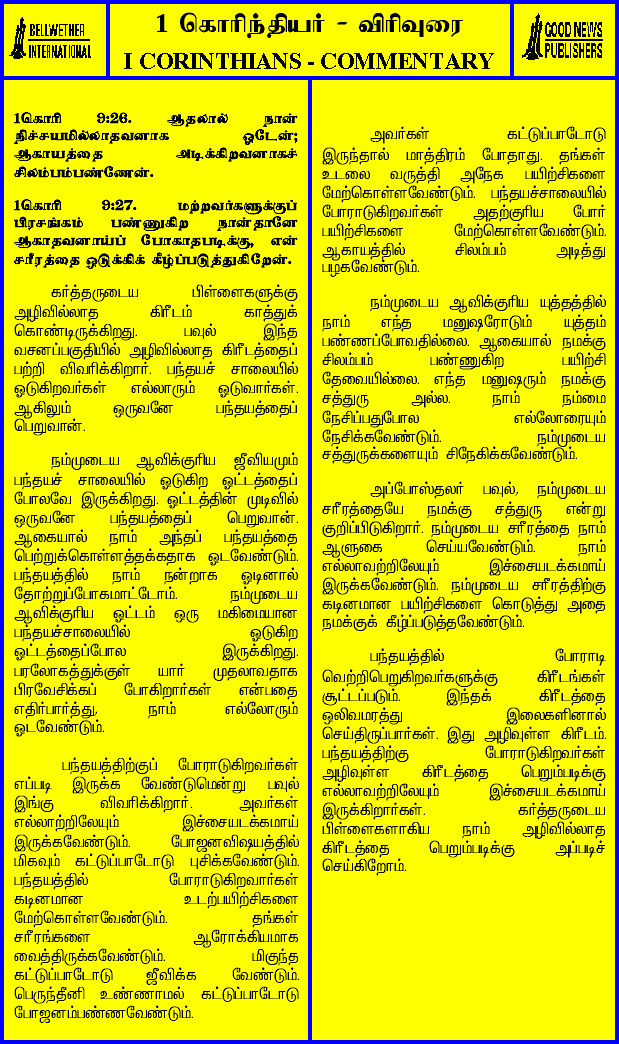 BELLWETHER
INTERNATIONAL
1 கொரிந்தியர் - விரிவுரை
I CORINTHIANS - COMMENTARY
GOOD NEWS
PUBLISHERS
1கொரி 9:26. ஆதலால் நான்
நிச்சயமில்லாதவனாக ஓடேன்;
ஆகாயத்தை அடிக்கிறவனாகச்
சிலம்பம்பண்ணேன்.
1கொரி 9:27. மற்றவர்களுக்குப்
பிரசங்கம் பண்ணுகிற நான்தானே
ஆகாதவனாய்ப் போகாதபடிக்கு, என்
சரீரத்தை ஒடுக்கிக் கீழ்ப்படுத்துகிறேன்.
கர்த்தருடைய பிள்ளைகளுக்கு
அழிவில்லாத கிரீடம் காத்துக்
கொண்டிருக்கிறது. பவுல் இந்த
வசனப்பகுதியில் அழிவில்லாத கிரீடத்தைப்
பற்றி விவரிக்கிறார். பந்தயச் சாலையில்
ஓடுகிறவர்கள் எல்லாரும் ஓடுவார்கள்.
ஆகிலும் ஒருவனே பந்தயத்தைப்
பெறுவான்.
நம்முடைய ஆவிக்குரிய ஜீவியமும்
பந்தயச் சாலையில் ஓடுகிற ஓட்டத்தைப்
போலவே இருக்கிறது. ஓட்டத்தின் முடிவில்
ஒருவனே பந்தயத்தைப் பெறுவான்.
ஆகையால் நாம் அந்தப் பந்தயத்தை
பெற்றுக்கொள்ளத்தக்கதாக ஓடவேண்டும்.
பந்தயத்தில் நாம் நன்றாக ஓடினால்
தோற்றுப்போகமாட்டோம். நம்முடைய
ஆவிக்குரிய ஓட்டம் ஒரு மகிமையான
பந்தயச்சாலையில் ஓடுகிற
ஓட்டத்தைப்போல இருக்கிறது.
பரலோகத்துக்குள் யார் முதலாவதாக
பிரவேசிக்கப் போகிறார்கள் என்பதை
எதிர்பார்த்து, நாம் எல்லோரும்
ஓடவேண்டும்.
பந்தயத்திற்குப் போராடுகிறவர்கள்
எப்படி இருக்க வேண்டுமென்று பவுல்
இங்கு விவரிக்கிறார். அவர்கள்
எல்லாற்றிலேயும் இச்சையடக்கமாய்
இருக்கவேண்டும். போஜனவிஷயத்தில்
மிகவும் கட்டுப்பாடோடு புசிக்கவேண்டும்.
பந்தயத்தில் போராடுகிறவார்கள்
கடினமான உடற்பயிற்சிகளை
மேற்கொள்ளவேண்டும். தங்கள்
சரீரங்களை ஆரோக்கியமாக
வைத்திருக்கவேண்டும். மிகுந்த
கட்டுப்பாடோடு ஜீவிக்க வேண்டும்.
பெருந்தீனி உண்ணாமல் கட்டுப்பாடோடு
போஜனம்பண்ணவேண்டும்.
அவர்கள் கட்டுப்பாடோடு
இருந்தால் மாத்திரம் போதாது. தங்கள்
உடலை வருத்தி அநேக பயிற்சிகளை
மேற்கொள்ளவேண்டும். பந்தயச்சாலையில்
போராடுகிறவர்கள் அதற்குரிய போர்
பயிற்சிகளை மேற்கொள்ளவேண்டும்.
ஆகாயத்தில் சிலம்பம் அடித்து
பழகவேண்டும்.
நம்முடைய ஆவிக்குரிய யுத்தத்தில்
நாம் எந்த மனுஷரோடும் யுத்தம்
பண்ணப்போவதில்லை. ஆகையால் நமக்கு
சிலம்பம் பண்ணுகிற பயிற்சி
தேவையில்லை. எந்த மனுஷரும் நமக்கு
சத்துரு அல்ல. நாம் நம்மை
நேசிப்பதுபோல எல்லோரையும்
நேசிக்கவேண்டும். நம்முடைய
சத்துருக்களையும் சிநேகிக்கவேண்டும்.
அப்போஸ்தலர் பவுல், நம்முடைய
சரீரத்தையே நமக்கு சத்துரு என்று
குறிப்பிடுகிறார். நம்முடைய சரீரத்தை நாம்
ஆளுகை செய்யவேண்டும். நாம்
எல்லாவற்றிலேயும் இச்சையடக்கமாய்
இருக்கவேண்டும். நம்முடைய சரீரத்திற்கு
கடினமான பயிற்சிகளை கொடுத்து அதை
நமக்குக் கீழ்ப்படுத்தவேண்டும்.
பந்தயத்தில் போராடி
வெற்றிபெறுகிறவர்களுக்கு கிரீடங்கள்
சூட்டப்படும். இந்தக் கிரீடத்தை
ஒலிவமரத்து இலைகளினால்
செய்திருப்பார்கள். இது அழிவுள்ள கிரீடம்.
பந்தயத்திற்கு போராடுகிறவர்கள்
அழிவுள்ள கிரீடத்தை பெறும்படிக்கு
எல்லாவற்றிலேயும் இச்சையடக்கமாய்
இருக்கிறார்கள். கர்த்தருடைய
பிள்ளைகளாகிய நாம் அழிவில்லாத
கிரீடத்தை பெறும்படிக்கு அப்படிச்
செய்கிறோம்.